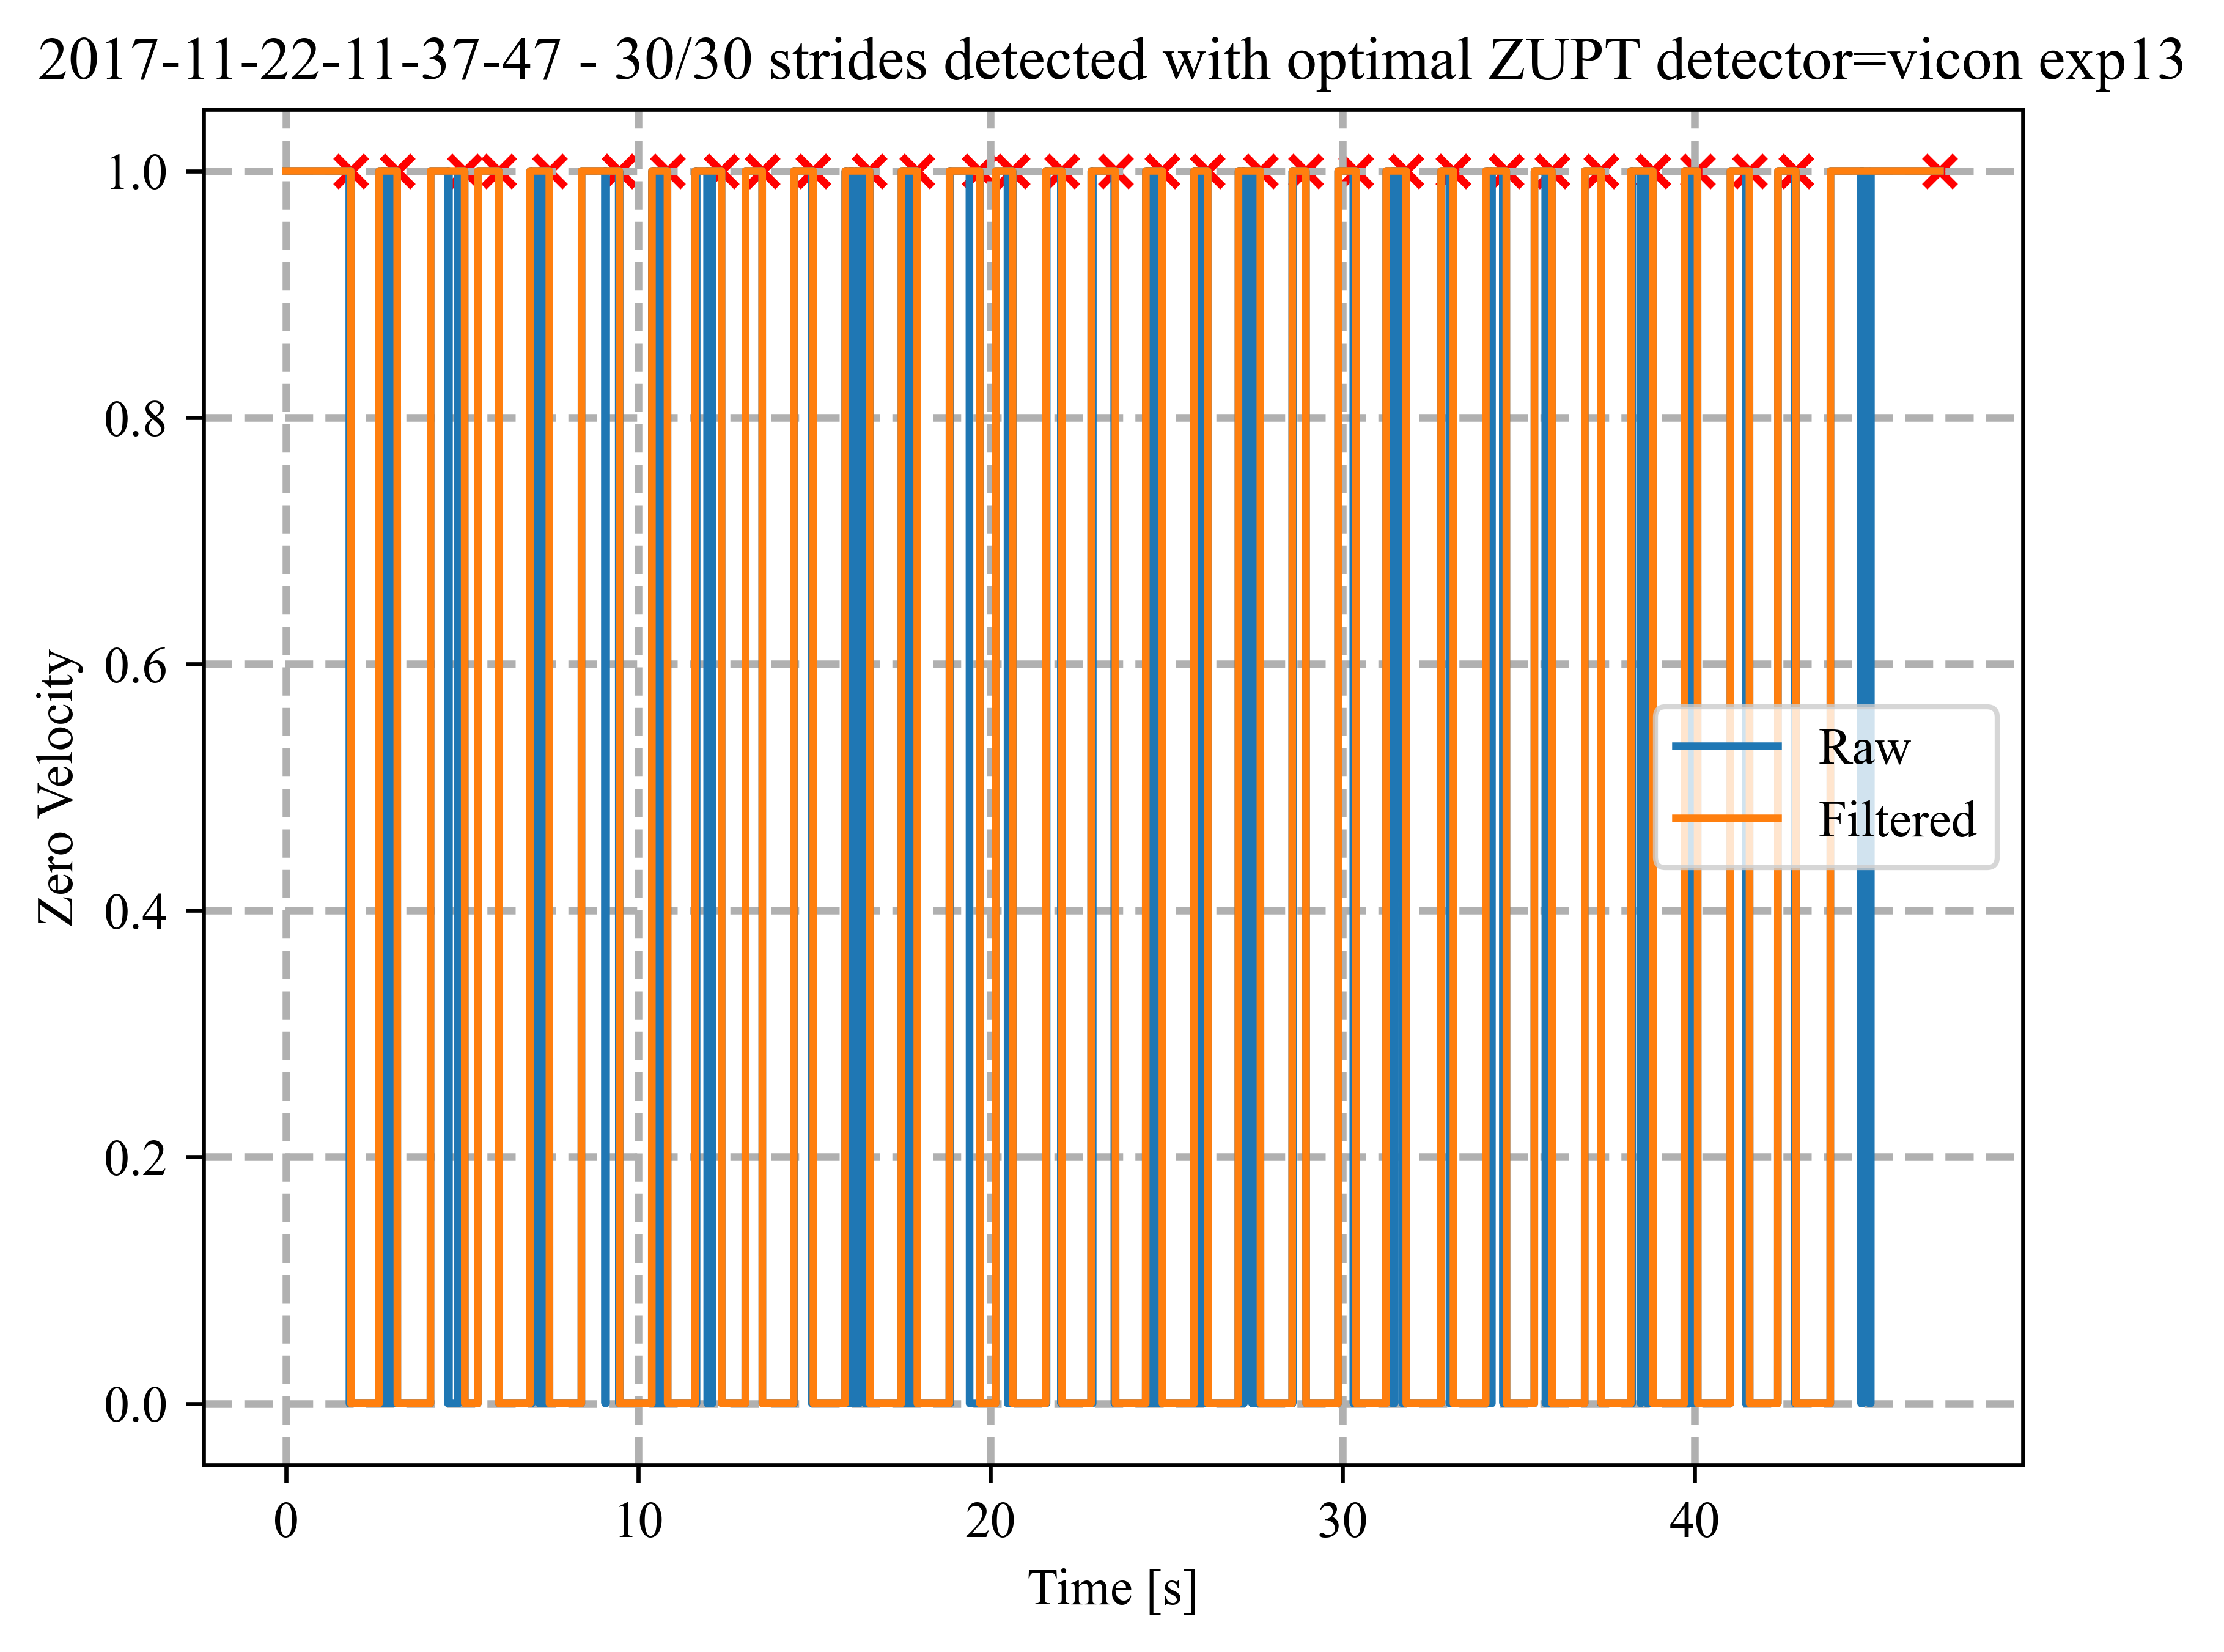 2017-11-22-11-37-47 - 30/30 strides detected with optimal ZUPT detector=vicon exp13
1.0
0.8
0.6
0.4
0.2
0.0
Zero Velocity
Raw
Filtered
0 10 20 30 40
Time [s]